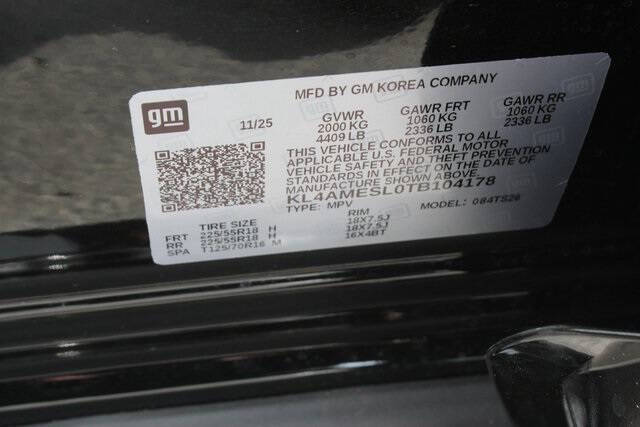 MFD BY GM KOREA COMPANY
gm
11/25
GVWR GAWR FRT GAWR RR
2000 KG 1060 KG 1060 KG
4409 LB 2336 LB 2336 LB
THIS VEHICLE CONFORMS TO ALL
APPLICABLE U.S. FEDERAL MOTOR
VEHICLE SAFETY AND THEFT PREVENTION
STANDARDS IN EFFECT ON THE DATE OF
MANUFACTURE SHOWN ABOVE.
KL4AMESL0TB104178
TYPE: MPV MODEL: 084TS26
TIRE SIZE RIM
FRT 225/55R18 H 18X7.5J
RR 225/55R18 H 18X7.5J
SPA T125/70R16 M 16X4BT